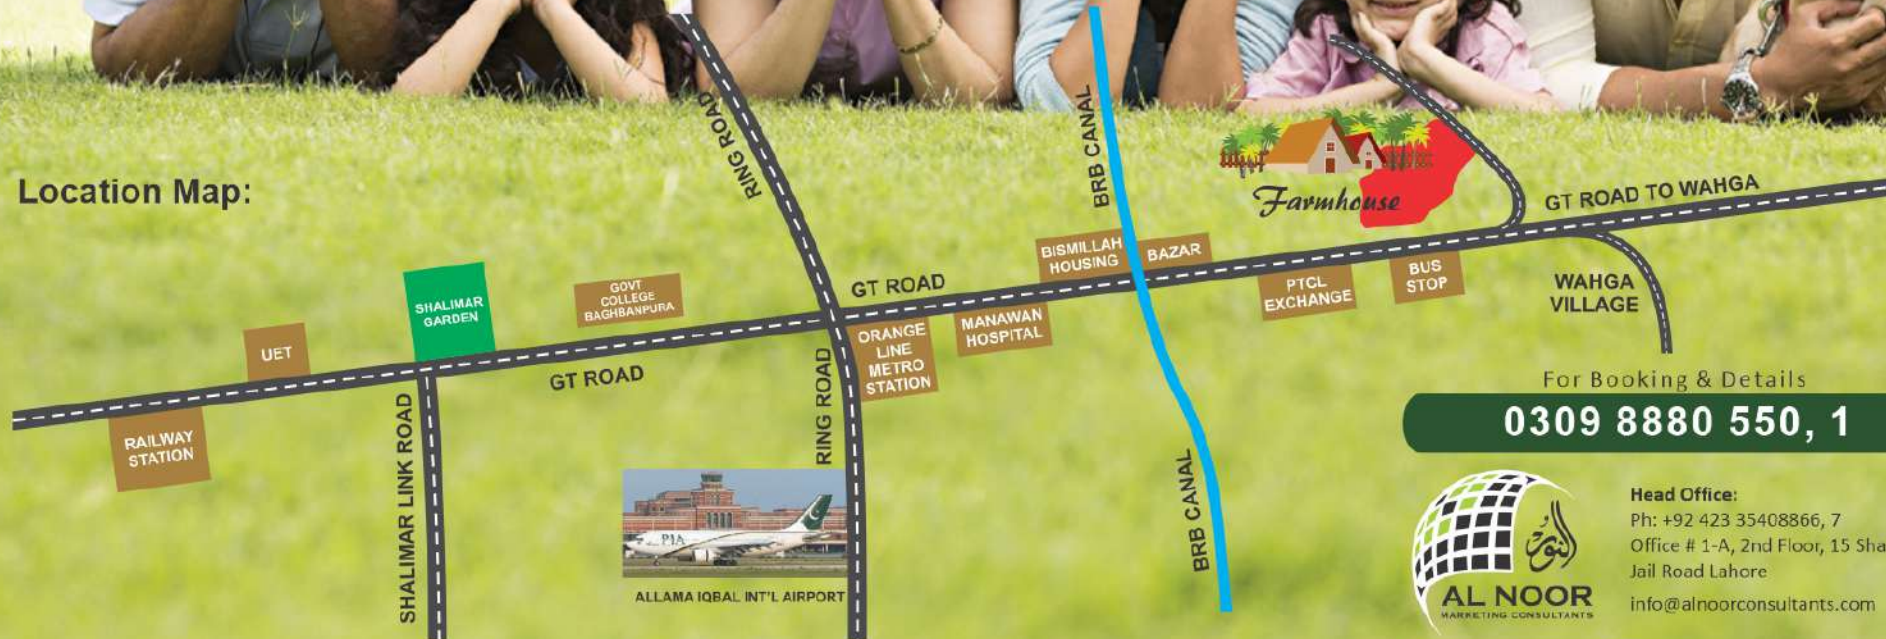 Location Map:
RING ROAD
BRB CANAL
Farmhouse
GT ROAD TO WAHGA
BISMILLAH
HOUSING
BAZAR
SHALIMAR
GARDEN
GOVT
COLLEGE
BAGHBANPURA
GT ROAD
PTCL
EXCHANGE
BUS
STOP
WAHGA
VILLAGE
UET
ORANGE
LINE
METRO
STATION
MANAWAN
HOSPITAL
GT ROAD
RAILWAY
STATION
SHALIMAR LINK ROAD
RING ROAD
PIA
ALLAMA IQBAL INT'L AIRPORT
BRB CANAL
For Booking & Details
0309 8880 550, 1
النور
AL NOOR
MARKETING CONSULTANTS
Head Office:
Ph: +92 423 35408866, 7
Office # 1-A, 2nd Floor, 15 Sha
Jail Road Lahore
info@alnoorconsultants.com